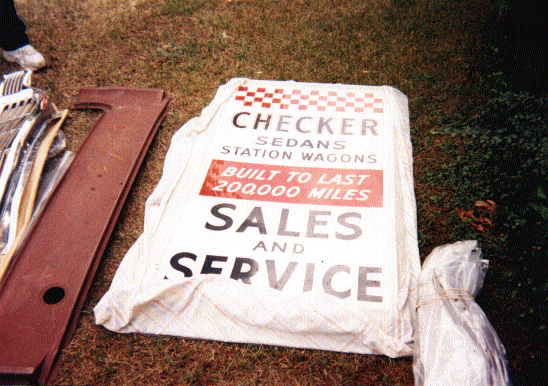 CHECKER
SEDANS
STATION WAGONS
BUILT TO LAST
200,000 MILES
SALES
AND
SERVICE